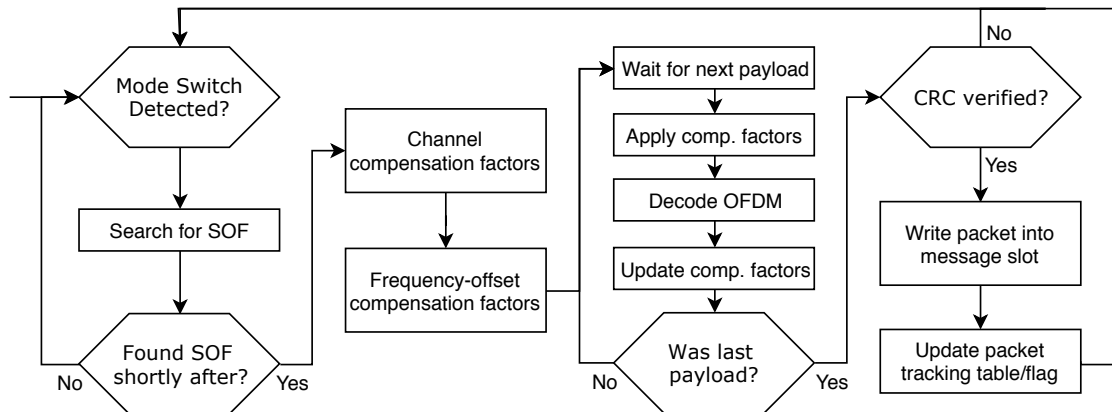 Mode Switch
Detected?
Search for SOF
Found SOF
shortly after?
No
Yes
Channel
compensation factors
Frequency-offset
compensation factors
Wait for next payload
Apply comp. factors
Decode OFDM
Update comp. factors
Was last
payload?
No
Yes
No
CRC verified?
Yes
Write packet into
message slot
Update packet
tracking table/flag